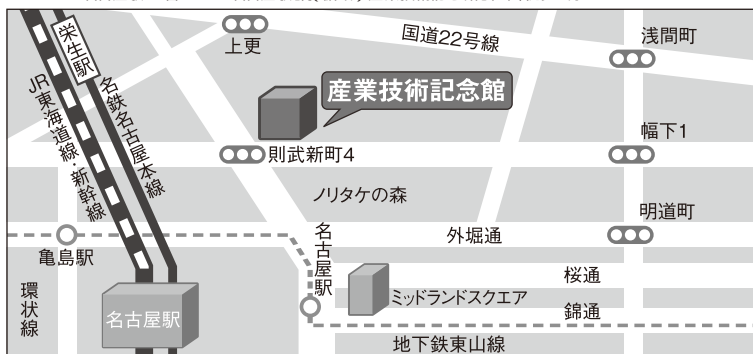 国道22号線
浅間町
上更
栄生駅
産業技術記念館
JR東海道線・新幹線
名鉄名古屋本線
幅下1
則武新町4
ノリタケの森
明道町
名古屋駅
外堀通
亀島駅
桜通
ミッドランドスクエア
環状線
名古屋駅
錦通
地下鉄東山線